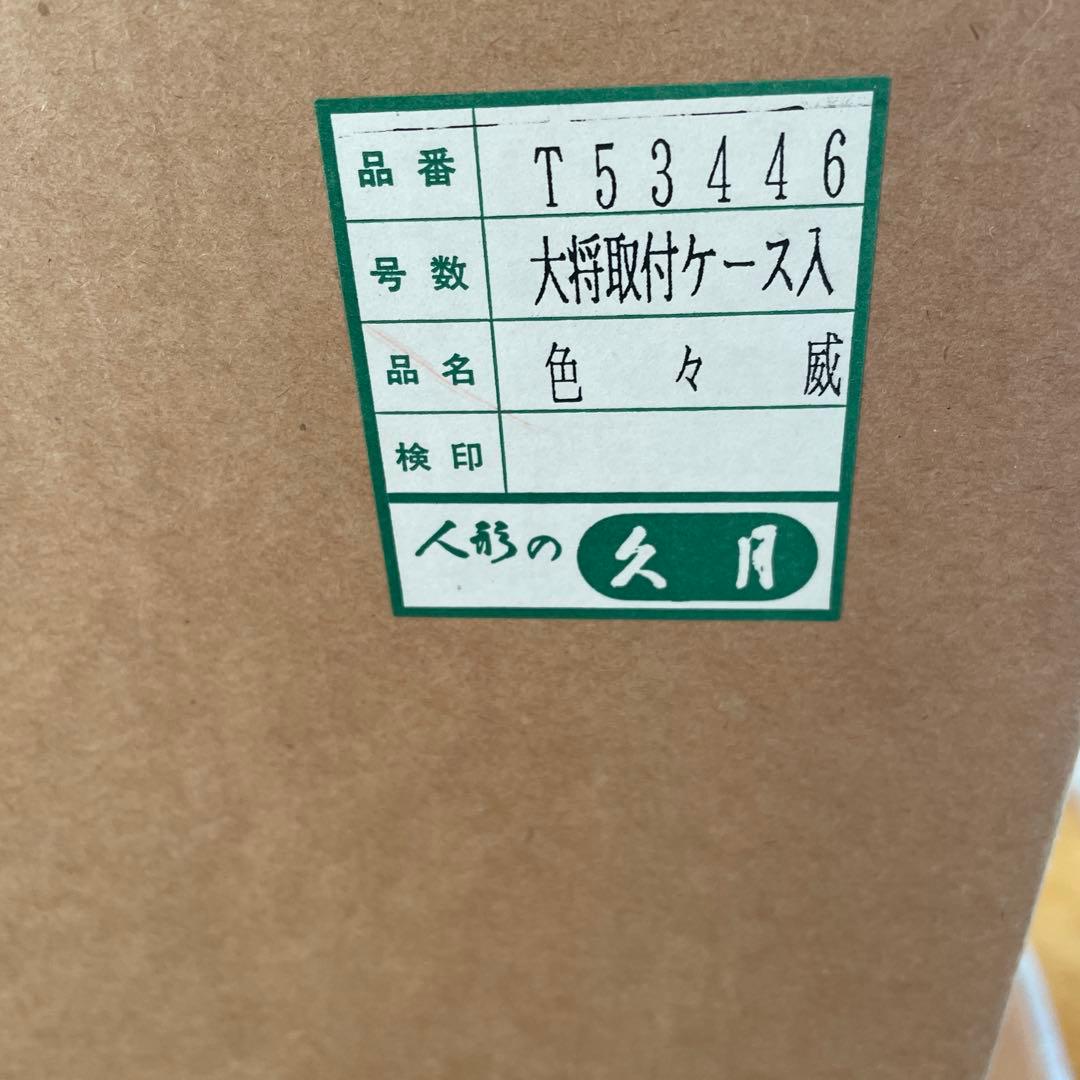 品番 T53446
号数 大将取付ケース入
品名 色々威
検印
人形の久月